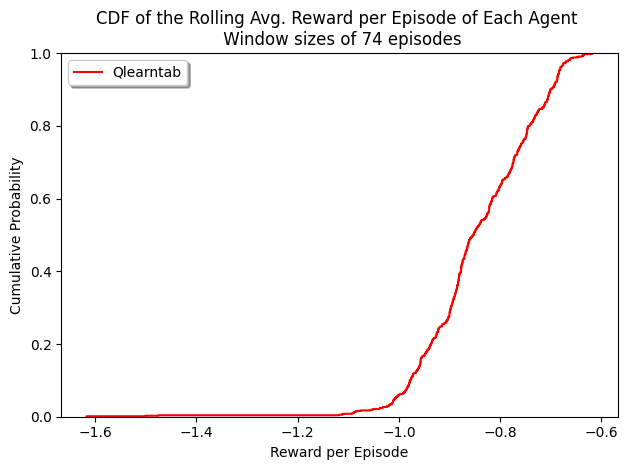 CDF of the Rolling Avg. Reward per Episode of Each Agent
Window sizes of 74 episodes
Qlearntab
1.0
0.8
0.6
0.4
0.2
0.0
Cumulative Probability
−1.6
−1.4
−1.2
−1.0
−0.8
−0.6
Reward per Episode